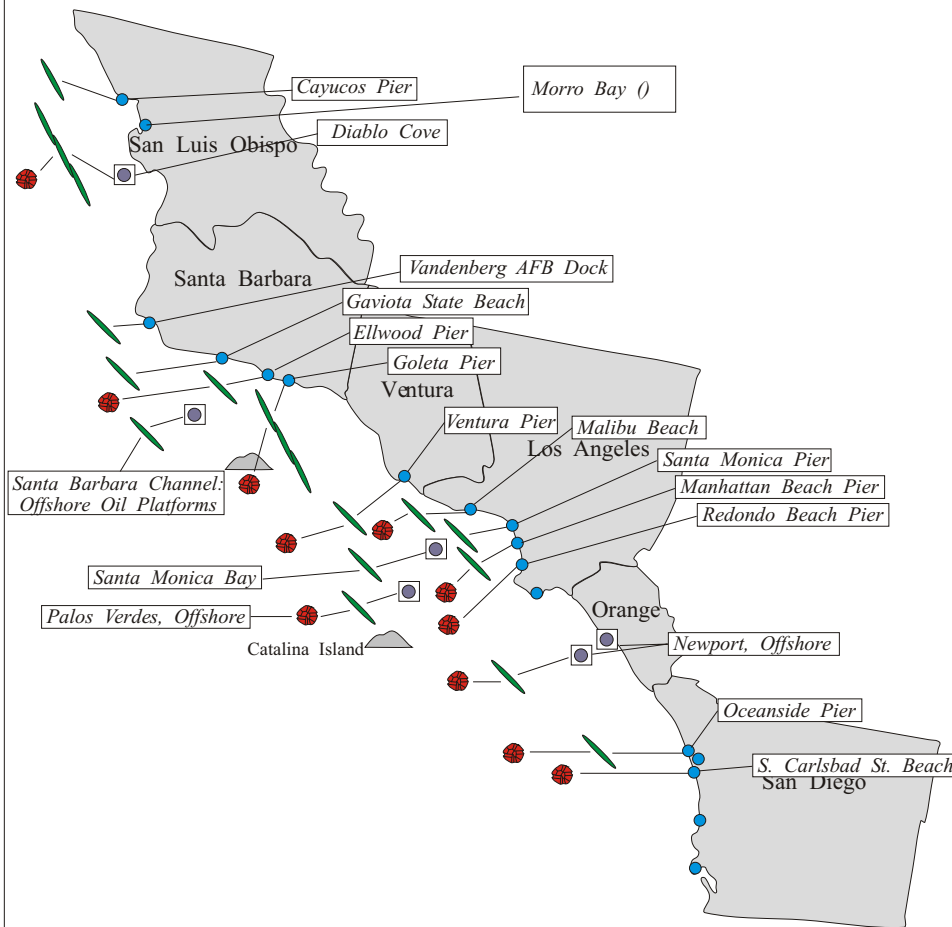 Cayucos Pier
Morro Bay ()
Diablo Cove
San Luis Obispo
Santa Barbara
Vandenberg AFB Dock
Gaviota State Beach
Ellwood Pier
Goleta Pier
Ventura
Ventura Pier
Malibu Beach
Los Angeles
Santa Monica Pier
Santa Barbara Channel:
Offshore Oil Platforms
Manhattan Beach Pier
Redondo Beach Pier
Santa Monica Bay
Palos Verdes, Offshore
Orange
Catalina Island
Newport, Offshore
Oceanside Pier
S. Carlsbad St. Beach
San Diego